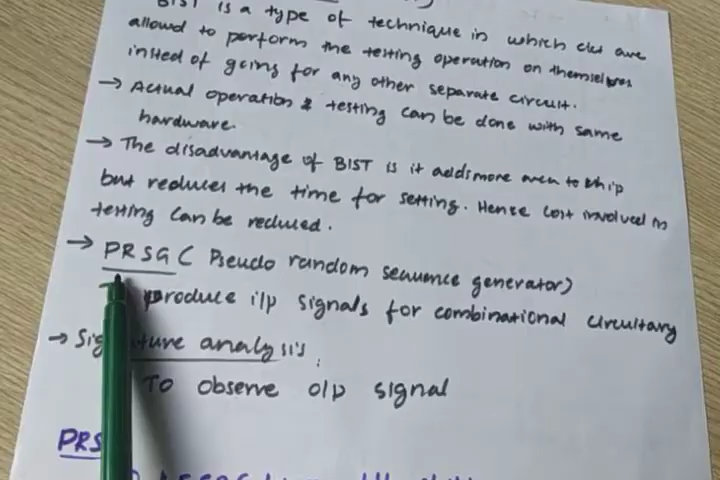 BIST is a type of technique in which ckt are
allowed to perform the testing operation on themselves
insted of going for any other separate circuit.
→ Actual operation & testing can be done with same
hardware.
→ The disadvantage of BIST is it adds more area to chip
but reduces the time for setting. Hence cost involved in
testing can be reduced.
→ PRSG ( Pseudo random sequence generator)
produce i/p signals for combinational circuitary
→ Signature analysis:
To observe o/p signal
PRS